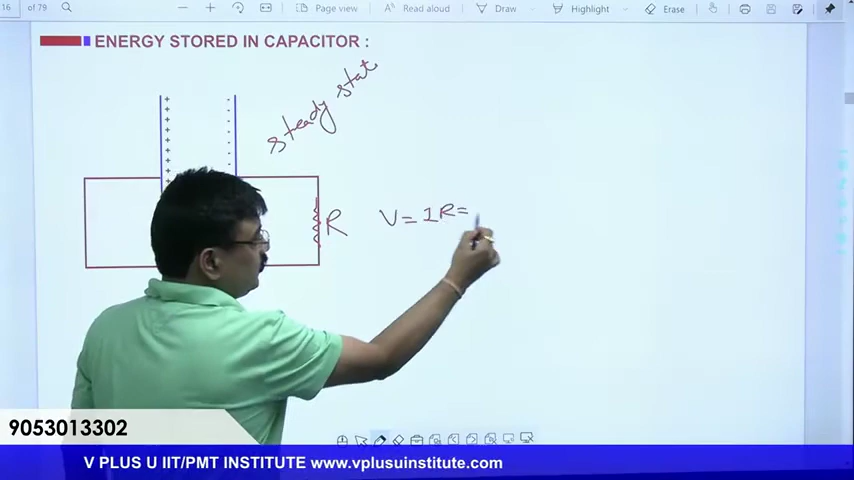 16 of 79 Page view Read aloud Draw Highlight Erase
ENERGY STORED IN CAPACITOR :
steady stat
R V = IR =
9053013302
V PLUS U IIT/PMT INSTITUTE www.vplusuinstitute.com